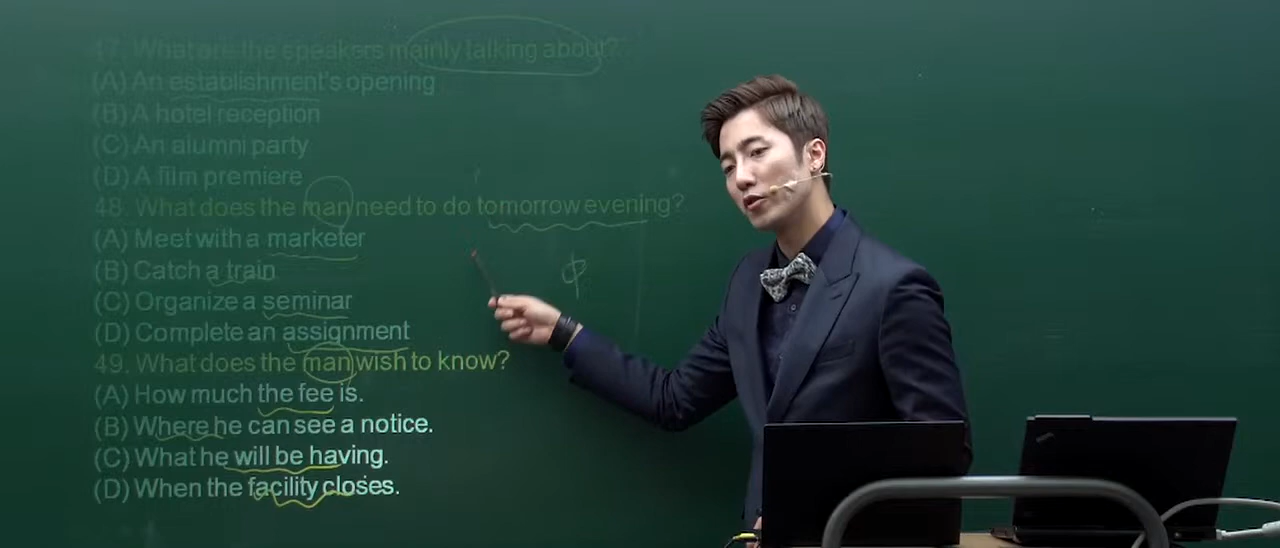 47. What are the speakers mainly talking about?
(A) An establishment's opening
(B) A hotel reception
(C) An alumni party
(D) A film premiere
48. What does the man need to do tomorrow evening?
(A) Meet with a marketer
(B) Catch a train
(C) Organize a seminar
(D) Complete an assignment
49. What does the man wish to know?
(A) How much the fee is.
(B) Where he can see a notice.
(C) What he will be having.
(D) When the facility closes.